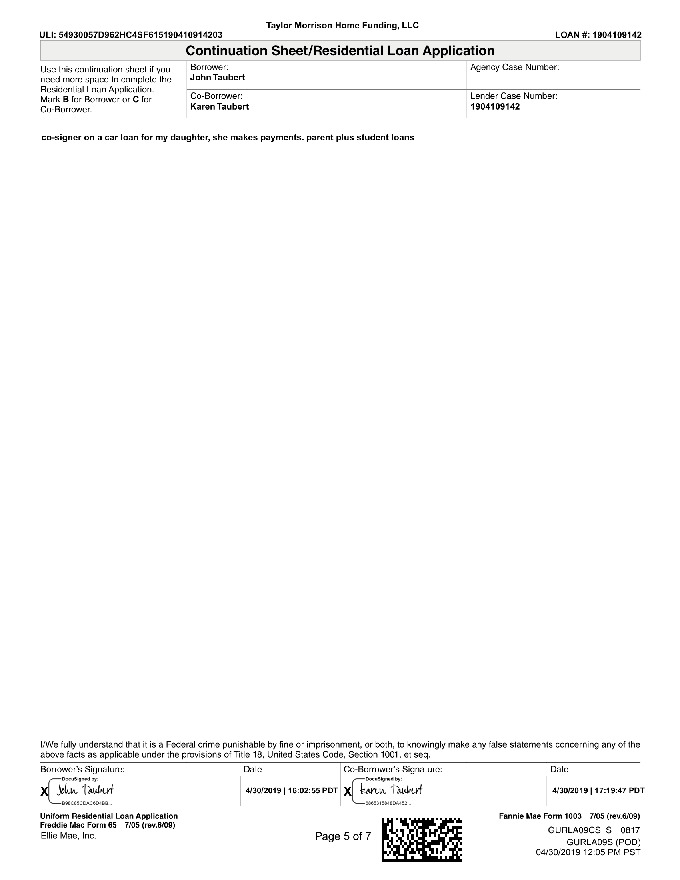 Taylor Morrison Home Funding, LLC
ULI: 54930057D962HC4SF615190410914203 LOAN #: 1904109142
Continuation Sheet/Residential Loan Application
Use this continuation sheet if you
need more space to complete the
Residential Loan Application.
Mark B for Borrower or C for
Co-Borrower.
Borrower:
John Taubert
Agency Case Number:
Co-Borrower:
Karen Taubert
Lender Case Number:
1904109142
co-signer on a car loan for my daughter, she makes payments. parent plus student loans
I/We fully understand that it is a Federal crime punishable by fine or imprisonment, or both, to knowingly make any false statements concerning any of the
above facts as applicable under the provisions of Title 18, United States Code, Section 1001, et seq.
Borrower's Signature: Date Co-Borrower's Signature: Date
DocuSigned by: DocuSigned by:
X John Taubert 4/30/2019 | 16:02:55 PDT X Karen Taubert 4/30/2019 | 17:19:47 PDT
Uniform Residential Loan Application
Freddie Mac Form 65 7/05 (rev.6/09)
Ellie Mae, Inc.
Page 5 of 7
Fannie Mae Form 1003 7/05 (rev.6/09)
GURLA09CS_S 0817
GURLA09S (POD)
04/30/2019 12:05 PM PST